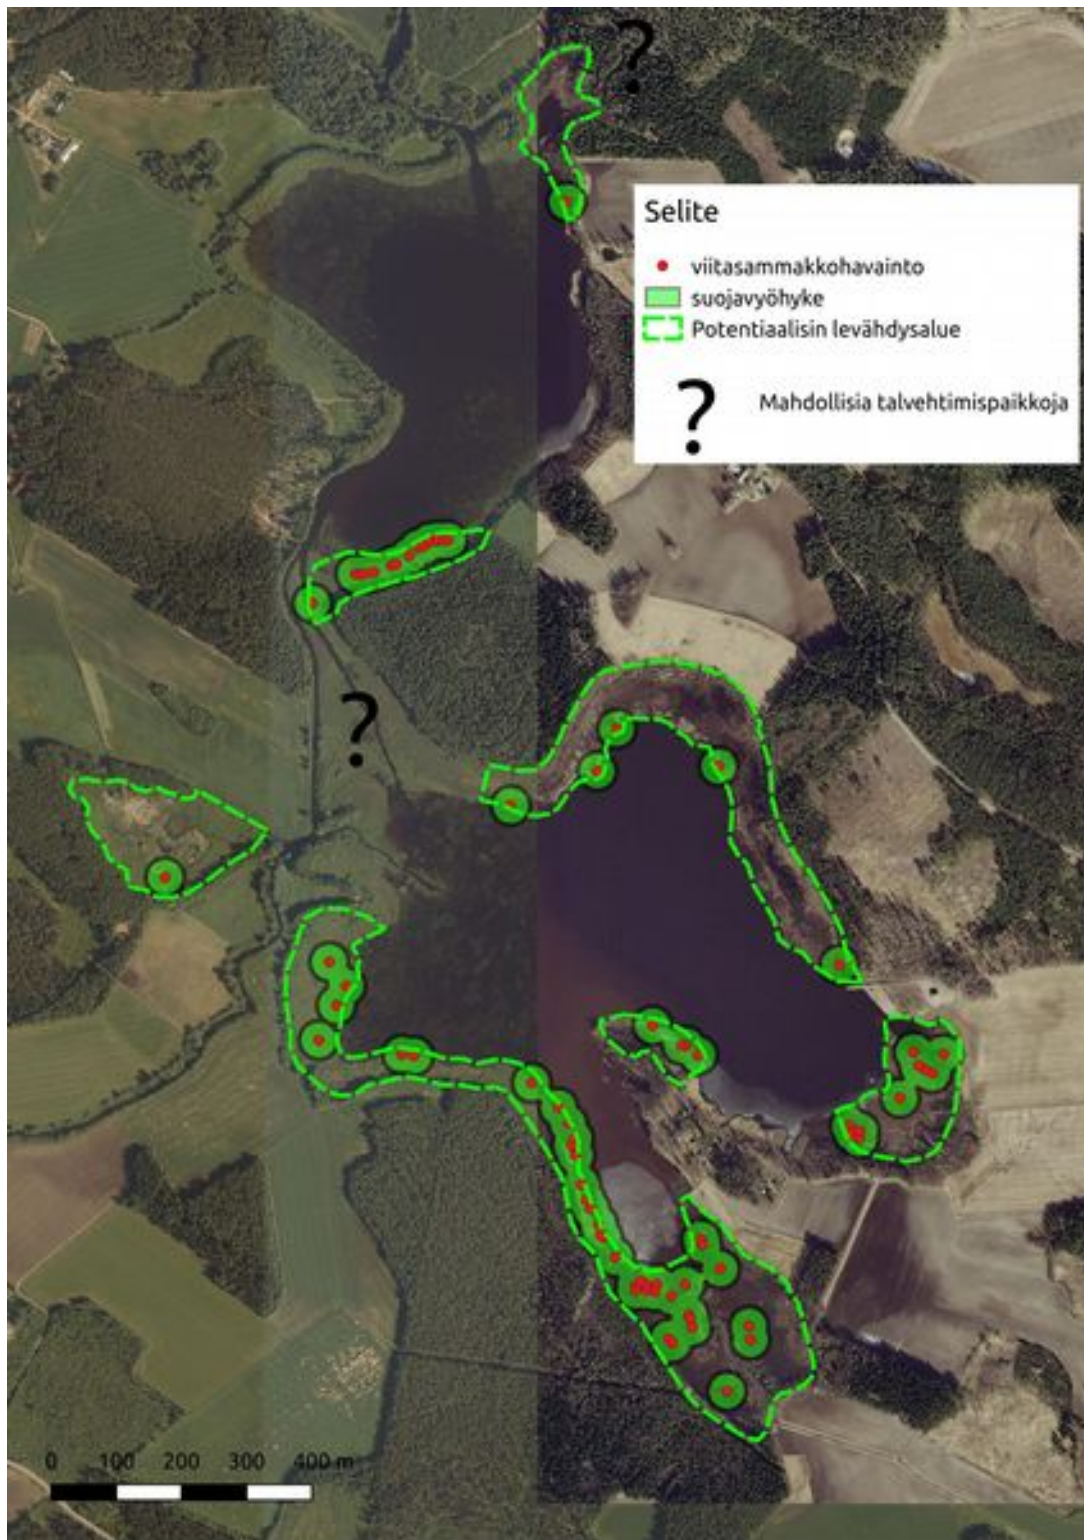 ?
Selite
viitasammakkohavainto
suojavyöhyke
Potentiaalisin levähdysalue
? Mahdollisia talvehtimispaikkoja
?
0 100 200 300 400 m